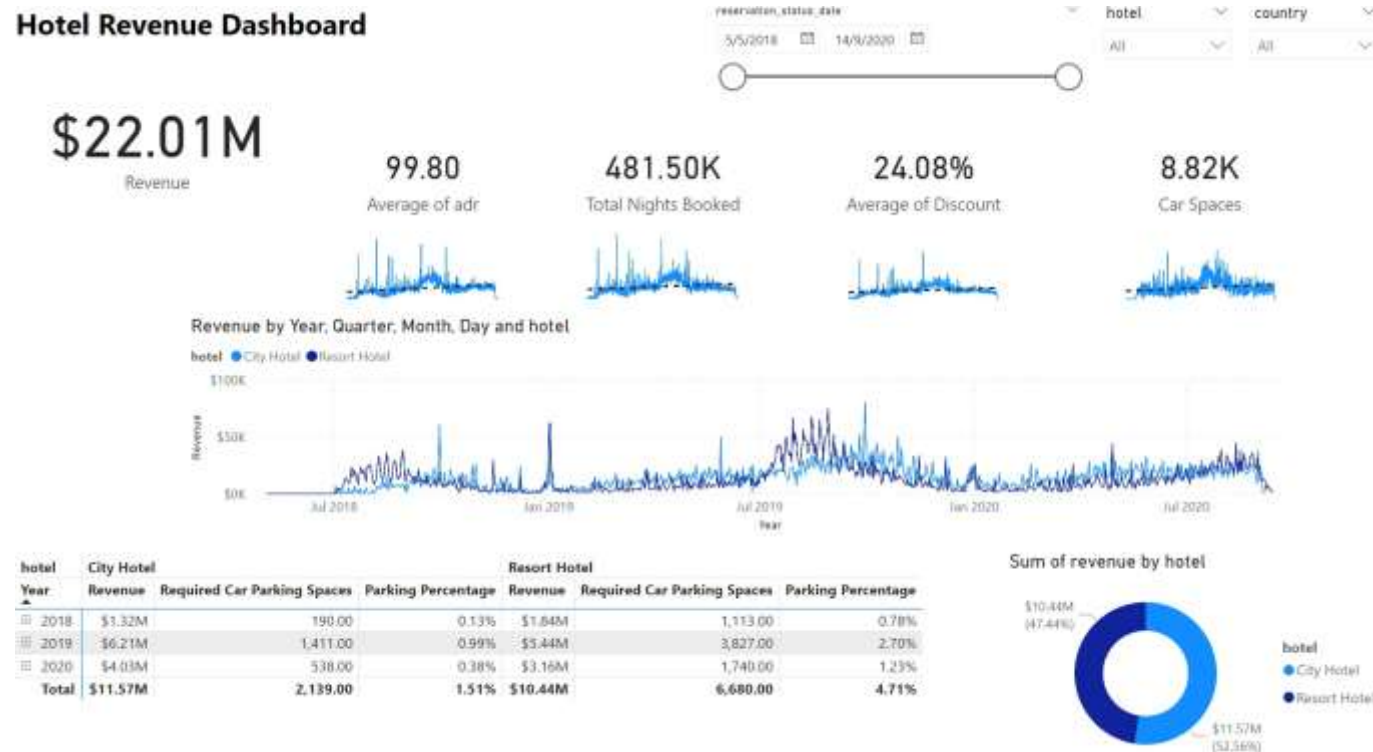 Hotel Revenue Dashboard
reservation_status_date
5/5/2018 14/9/2020
hotel
All
country
All
$22.01M
Revenue
99.80
Average of adr
481.50K
Total Nights Booked
24.08%
Average of Discount
8.82K
Car Spaces
Revenue by Year, Quarter, Month, Day and hotel
hotel City Hotel Resort Hotel
$100K
$50K
$0K
Revenue
Jul 2018 Jan 2019 Jul 2019 Jan 2020 Jul 2020
Year
hotel City Hotel Resort Hotel
Year Revenue Required Car Parking Spaces Parking Percentage Revenue Required Car Parking Spaces Parking Percentage
2018 $1.32M 190.00 0.13% $1.84M 1,113.00 0.78%
2019 $6.21M 1,411.00 0.99% $5.44M 3,827.00 2.70%
2020 $4.03M 538.00 0.38% $3.16M 1,740.00 1.23%
Total $11.57M 2,139.00 1.51% $10.44M 6,680.00 4.71%
Sum of revenue by hotel
$10.44M
(47.44%)
hotel
City Hotel
Resort Hotel
$11.57M
(52.56%)